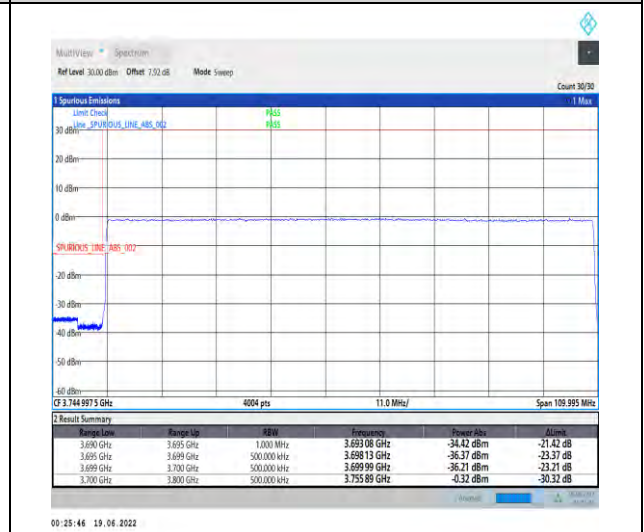 MultiView Spectrum
Ref Level 30.00 dBm Offset 7.92 dB Mode Sweep
Count 30/30
1 Spurious Emissions 1 Max
Limit Check PASS
Line _SPURIOUS_LINE_ABS_002 PASS
30 dBm
20 dBm
10 dBm
0 dBm
_SPURIOUS_LINE_ABS_002
-20 dBm
-30 dBm
-40 dBm
-50 dBm
-60 dBm
CF 3.744 997 5 GHz 4004 pts 11.0 MHz/ Span 109.995 MHz
2 Result Summary
Range Low Range Up RBW Frequency Power Abs ΔLimit
3.690 GHz 3.695 GHz 1.000 MHz 3.693 08 GHz -34.42 dBm -21.42 dB
3.695 GHz 3.699 GHz 500.000 kHz 3.698 13 GHz -36.37 dBm -23.37 dB
3.699 GHz 3.700 GHz 500.000 kHz 3.699 99 GHz -36.21 dBm -23.21 dB
3.700 GHz 3.800 GHz 500.000 kHz 3.755 89 GHz -0.32 dBm -30.32 dB
00:25:46 19.06.2022